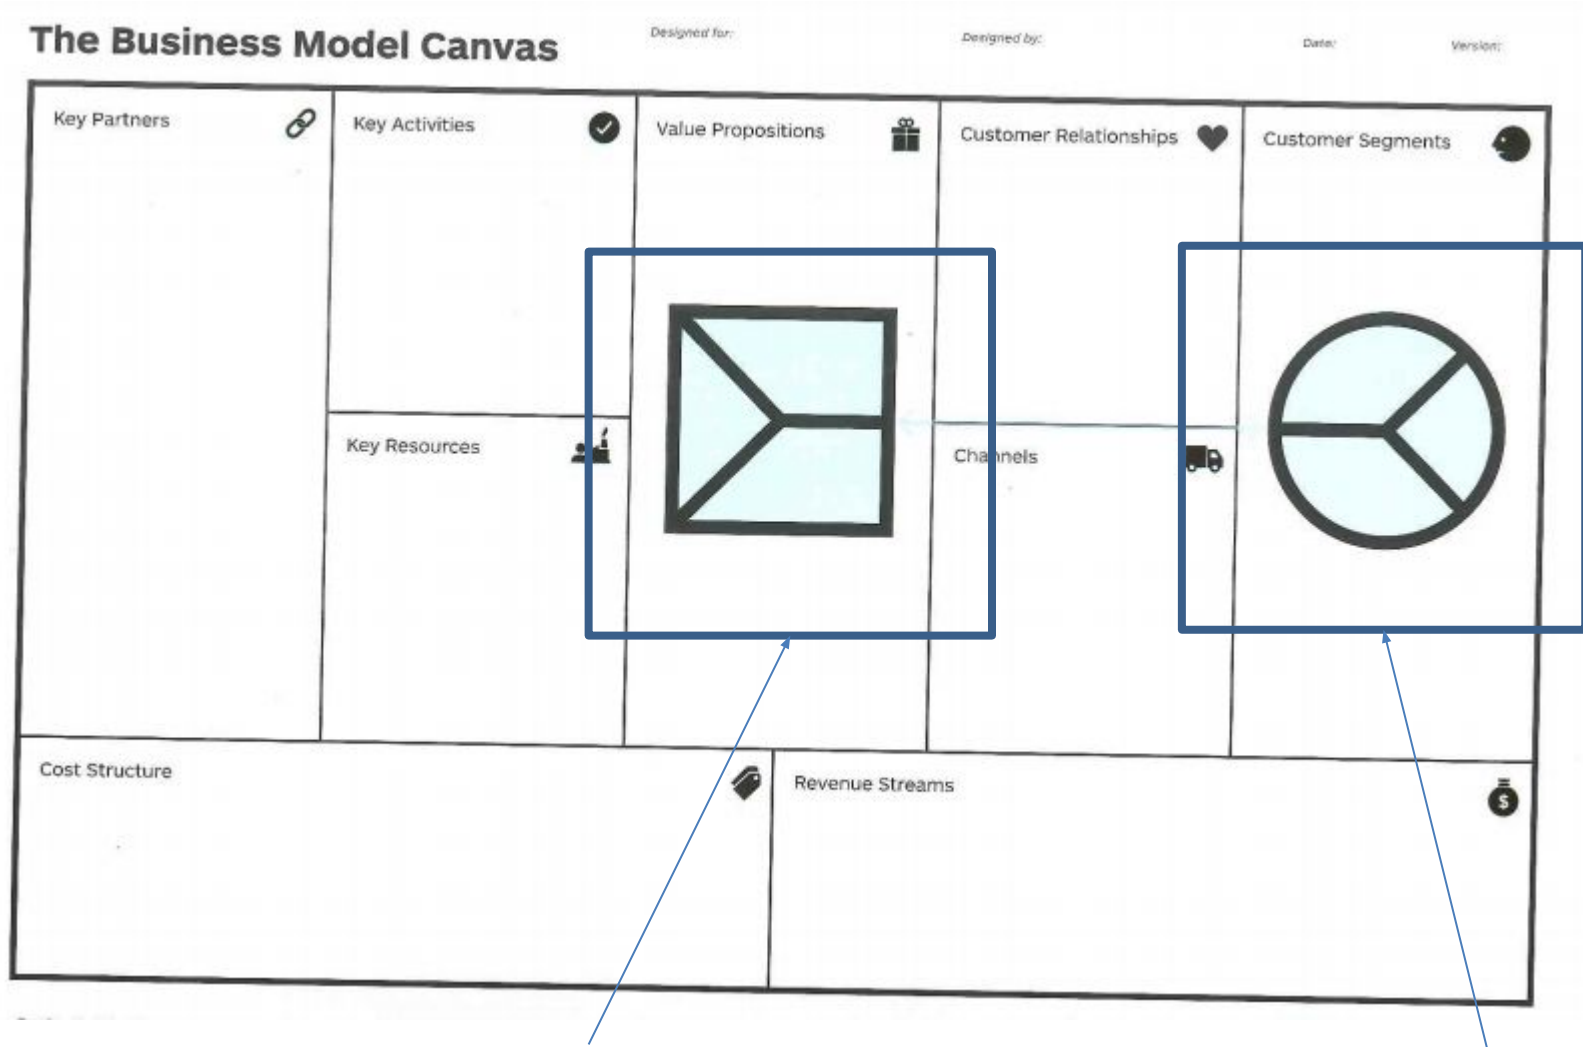 The Business Model Canvas
Designed for:
Designed by:
Date:
Version:
Key Partners
Key Activities
Value Propositions
Customer Relationships
Customer Segments
Key Resources
Channels
Cost Structure
Revenue Streams
$